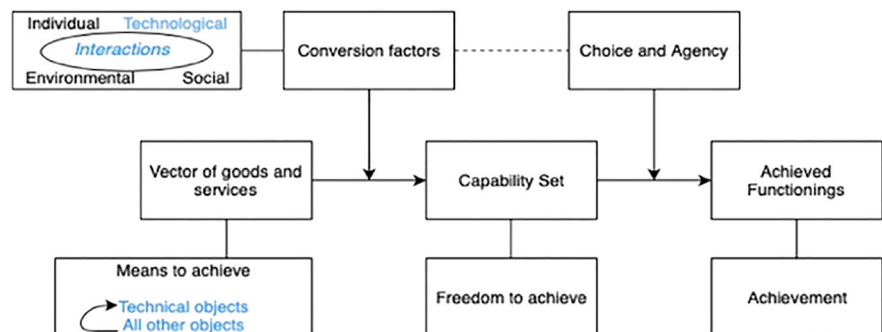 Individual Technological
Interactions
Environmental Social
Conversion factors
Choice and Agency
Vector of goods and
services
Capability Set
Achieved
Functionings
Means to achieve
Technical objects
All other objects
Freedom to achieve
Achievement